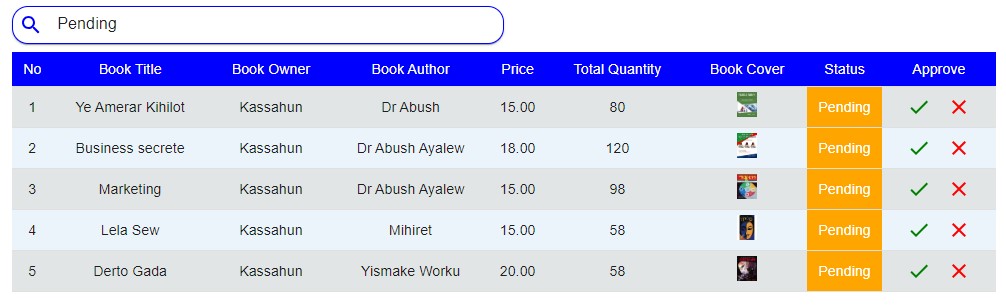 Pending
No Book Title Book Owner Book Author Price Total Quantity Book Cover Status Approve
1 Ye Amerar Kihilot Kassahun Dr Abush 15.00 80 Pending
2 Business secrete Kassahun Dr Abush Ayalew 18.00 120 Pending
3 Marketing Kassahun Dr Abush Ayalew 15.00 98 Pending
4 Lela Sew Kassahun Mihiret 15.00 58 Pending
5 Derto Gada Kassahun Yismake Worku 20.00 58 Pending